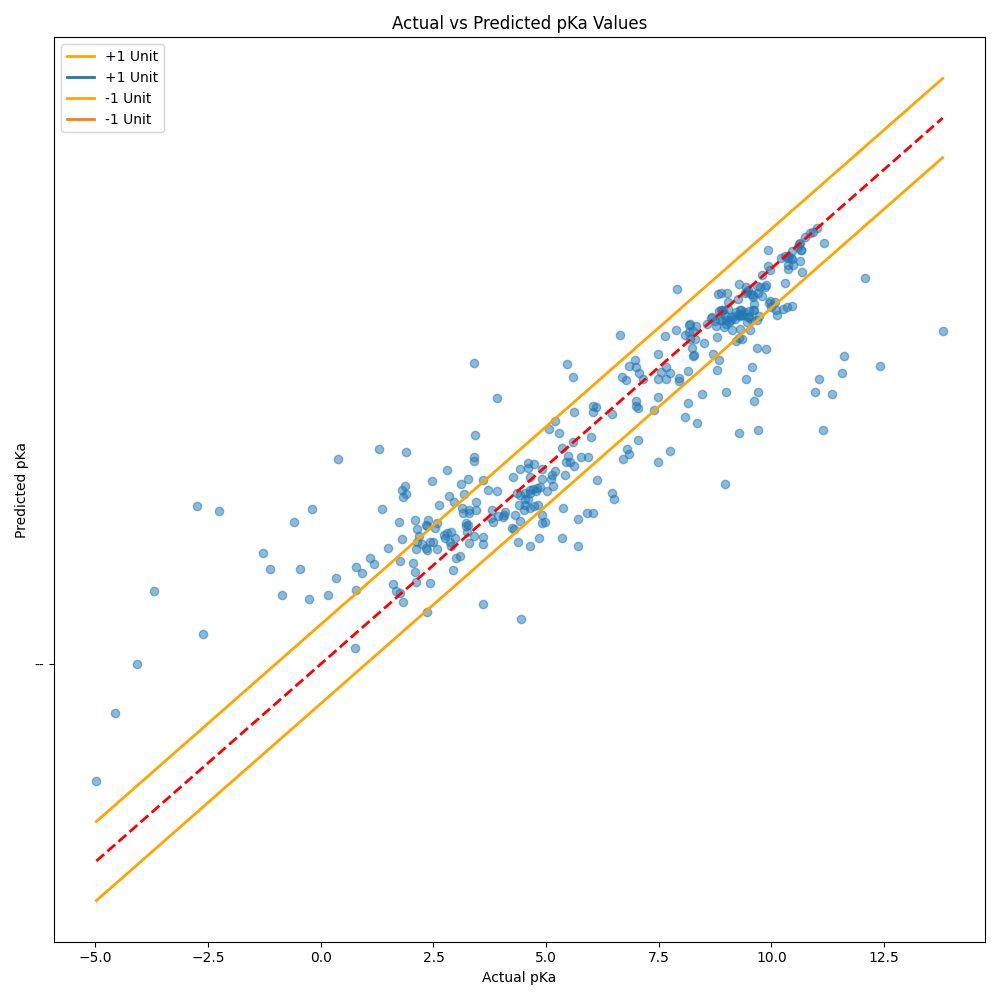 Actual vs Predicted pKa Values
+1 Unit
+1 Unit
-1 Unit
-1 Unit
Predicted pKa
−5.0
−2.5
0.0
2.5
5.0
7.5
10.0
12.5
Actual pKa